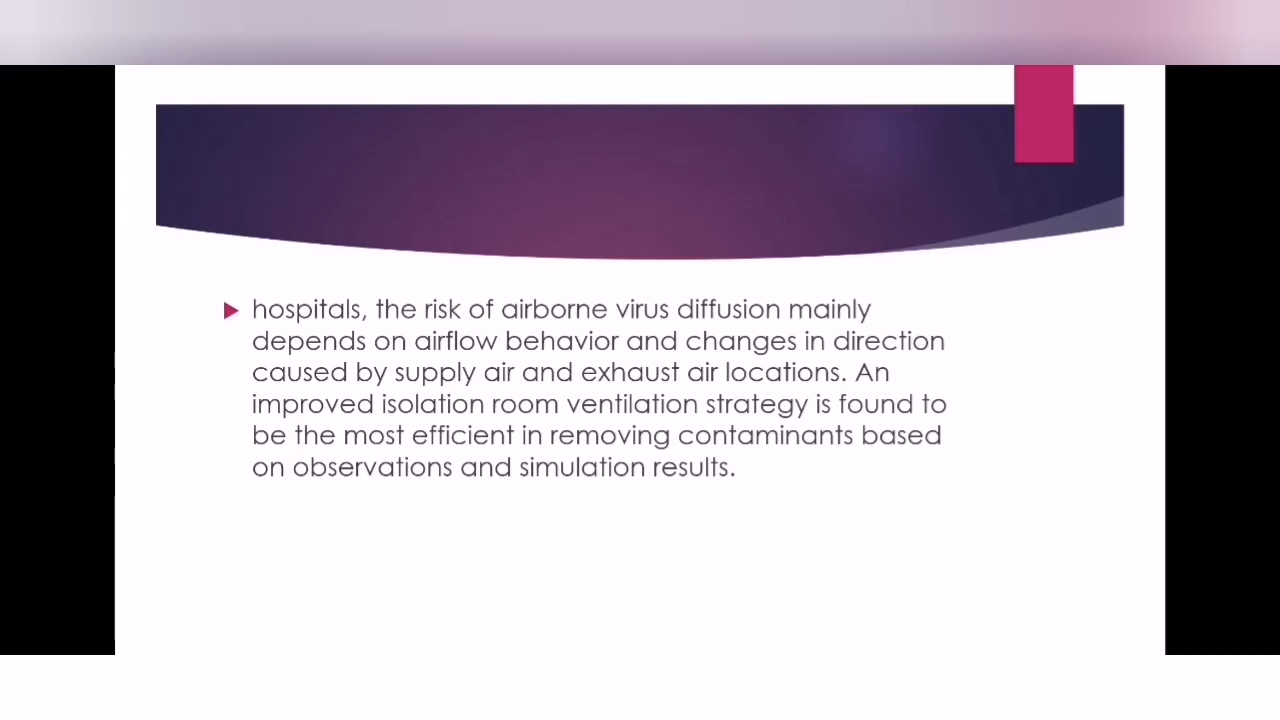 hospitals, the risk of airborne virus diffusion mainly
depends on airflow behavior and changes in direction
caused by supply air and exhaust air locations. An
improved isolation room ventilation strategy is found to
be the most efficient in removing contaminants based
on observations and simulation results.